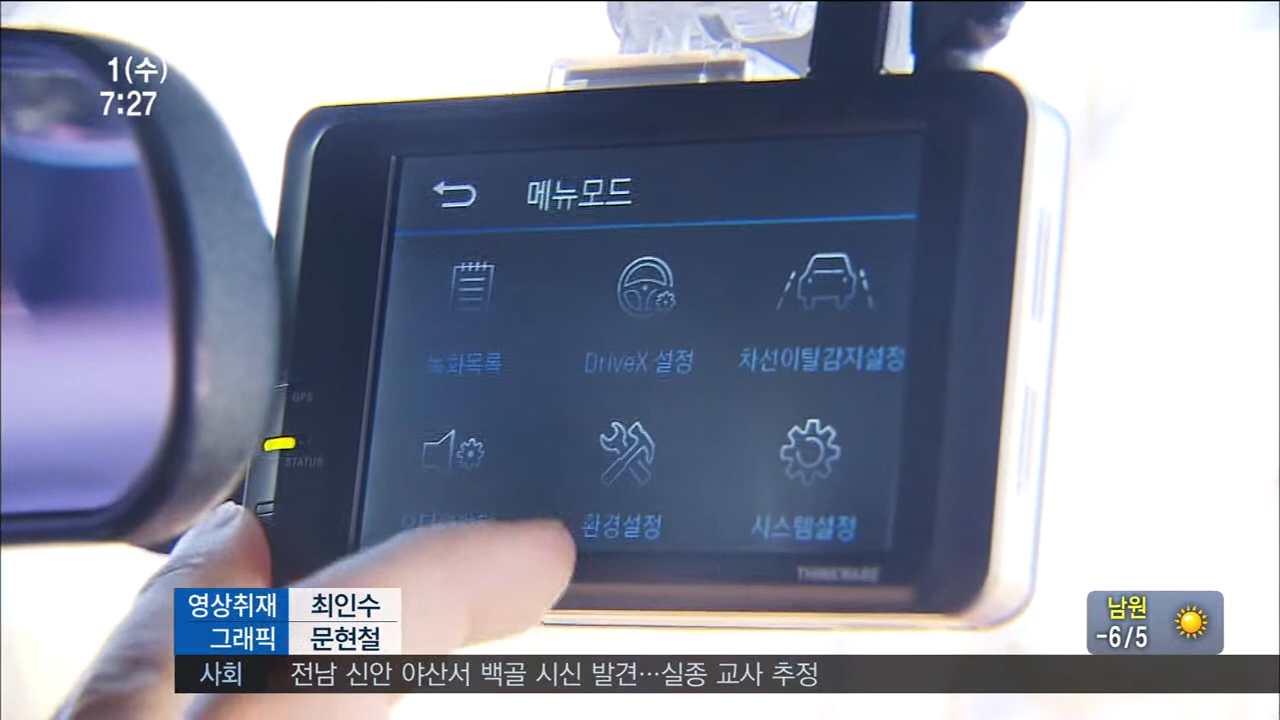 1(수)
7:27
메뉴모드
녹화목록
DriveX 설정
차선이탈감지설정
GPS
STATUS
환경설정
시스템설정
THINKWARE
영상취재 최인수
그래픽 문현철
남원
-6/5
사회 전남 신안 야산서 백골 시신 발견…실종 교사 추정